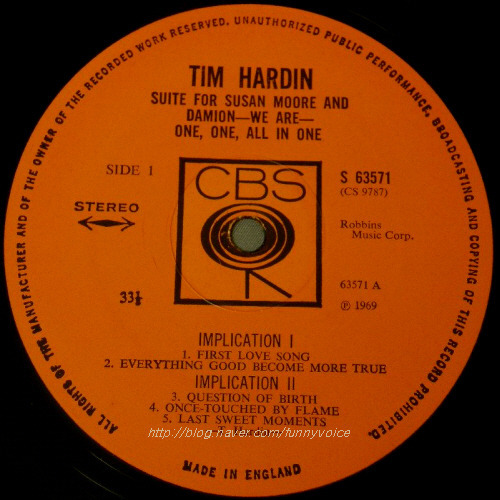 ALL RIGHTS OF THE MANUFACTURER AND OF THE OWNER OF THE RECORDED WORK RESERVED. UNAUTHORIZED PUBLIC PERFORMANCE, BROADCASTING AND COPYING OF THIS RECORD PROHIBITED.
TIM HARDIN
SUITE FOR SUSAN MOORE AND
DAMION—WE ARE—
ONE, ONE, ALL IN ONE
SIDE 1
CBS
S 63571
(CS 9787)
STEREO
Robbins
Music Corp.
33⅓
63571 A
℗ 1969
IMPLICATION I
1. FIRST LOVE SONG
2. EVERYTHING GOOD BECOME MORE TRUE
IMPLICATION II
3. QUESTION OF BIRTH
4. ONCE-TOUCHED BY FLAME
5. LAST SWEET MOMENTS
http://blog.naver.com/funnyvoice
MADE IN ENGLAND